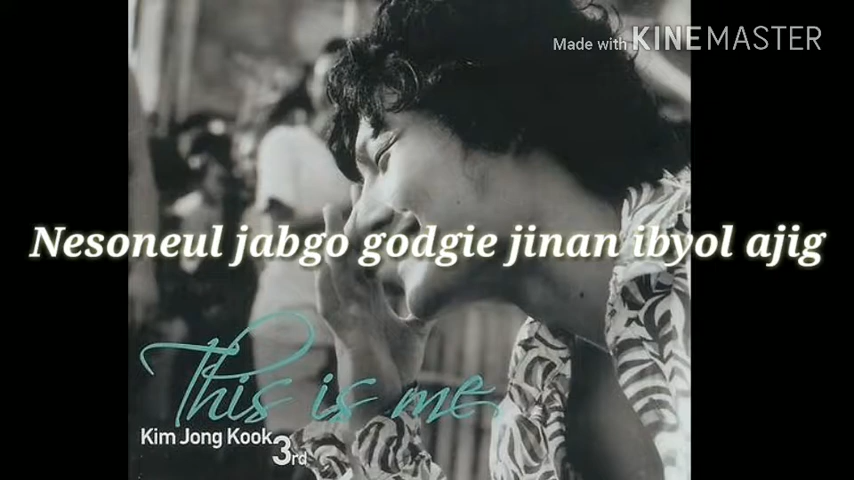 Made with KINEMASTER
Nesoneul jabgo godgie jinan ibyol ajig
This is me
Kim Jong Kook 3rd